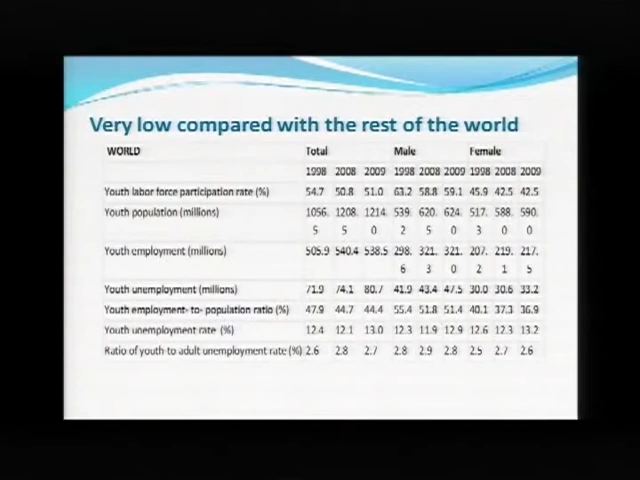 Very low compared with the rest of the world
WORLD Total Male Female
1998 2008 2009 1998 2008 2009 1998 2008 2009
Youth labor force participation rate (%) 54.7 50.8 51.0 63.2 58.8 59.1 45.9 42.5 42.5
Youth population (millions) 1056. 1208. 1214. 539. 620. 624. 517. 588. 590.
5 5 0 2 5 0 3 0 0
Youth employment (millions) 505.9 540.4 538.5 298. 321. 321. 207. 219. 217.
6 3 0 2 1 5
Youth unemployment (millions) 71.9 74.1 80.7 41.9 43.4 47.5 30.0 30.6 33.2
Youth employment- to- population ratio (%) 47.9 44.7 44.4 55.4 51.8 51.4 40.1 37.3 36.9
Youth unemployment rate (%) 12.4 12.1 13.0 12.3 11.9 12.9 12.6 12.3 13.2
Ratio of youth-to adult unemployment rate (%) 2.6 2.8 2.7 2.8 2.9 2.8 2.5 2.7 2.6